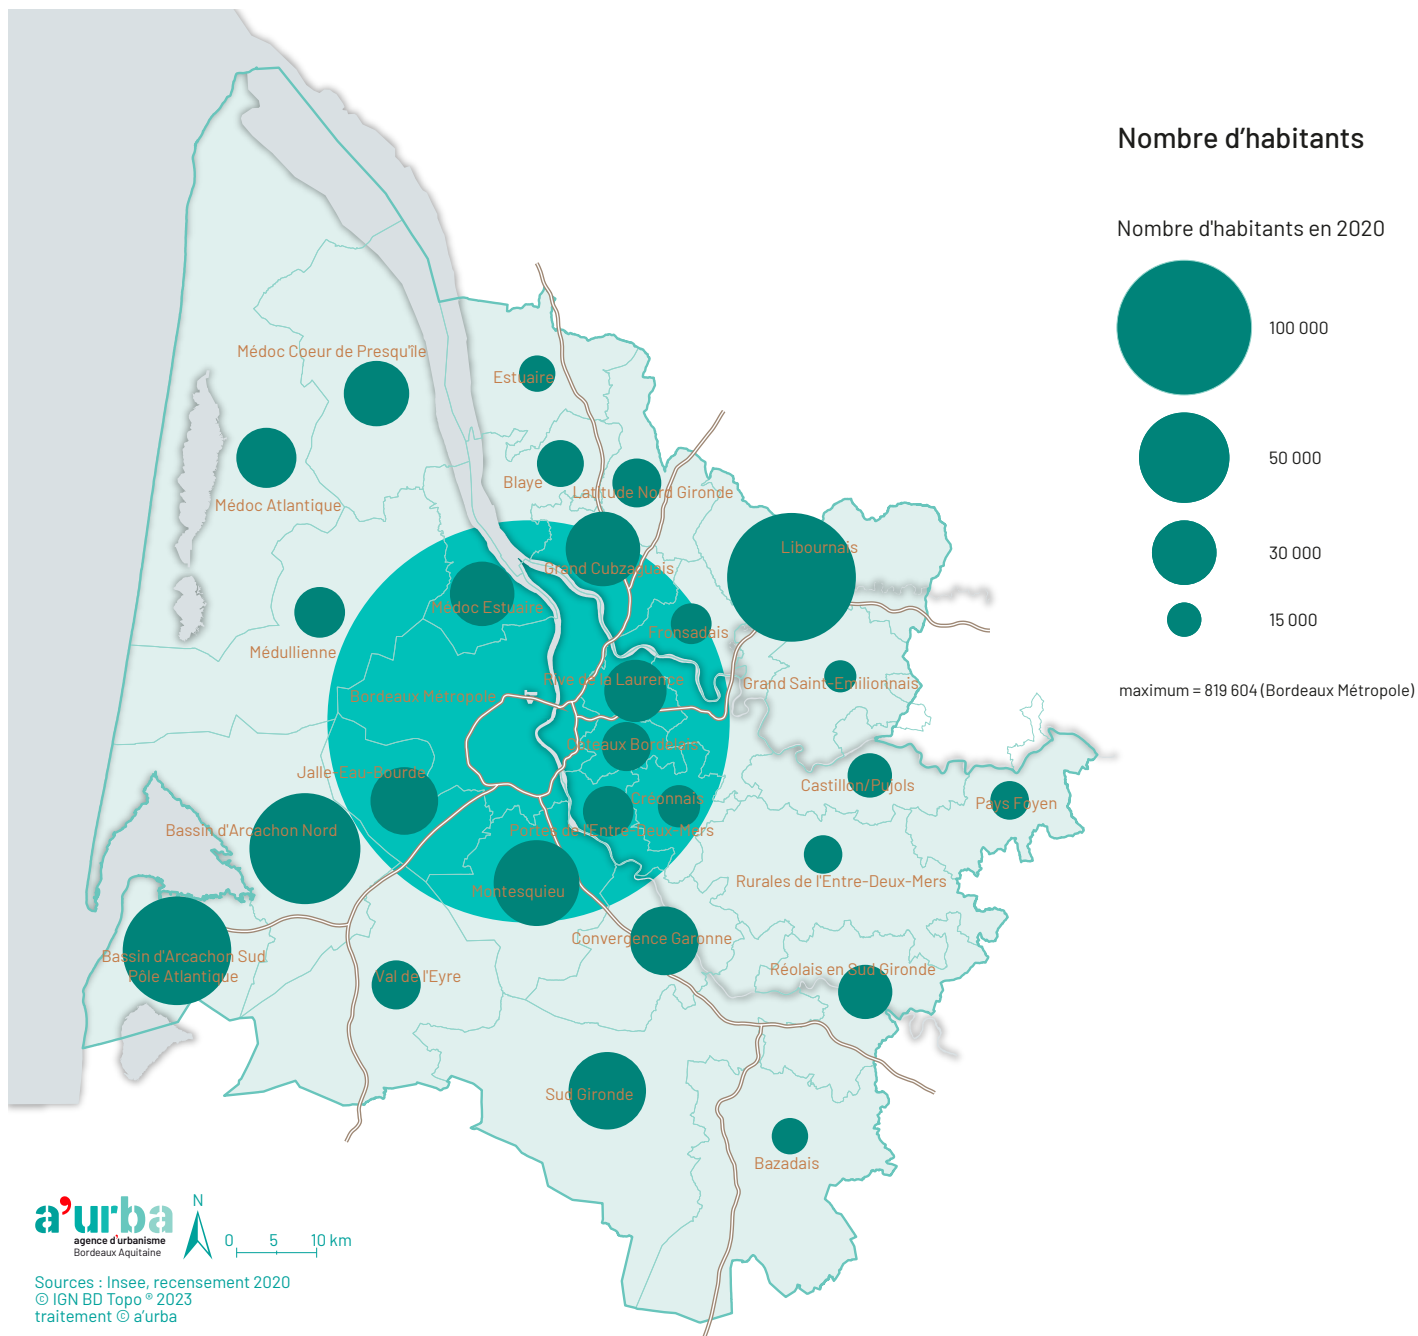 Nombre d’habitants
Nombre d'habitants en 2020
100 000
50 000
30 000
15 000
maximum = 819 604 (Bordeaux Métropole)
Médoc Coeur de Presqu'île
Estuaire
Blaye
Latitude Nord Gironde
Médoc Atlantique
Libournais
Grand Cubzaguais
Médoc Estuaire
Fronsadais
Médullienne
Rive de la Laurence
Grand Saint-Emilionnais
Bordeaux Métropole
Coteaux Bordelais
Jalle-Eau-Bourde
Castillon/Pujols
Créonnais
Pays Foyen
Bassin d'Arcachon Nord
Portes de l'Entre-Deux-Mers
Rurales de l'Entre-Deux-Mers
Montesquieu
Convergence Garonne
Bassin d'Arcachon Sud
Pôle Atlantique
Réolais en Sud Gironde
Val de l'Eyre
Sud Gironde
Bazadais
a’urba
agence d’urbanisme
Bordeaux Aquitaine
N
0 5 10 km
Sources : Insee, recensement 2020
© IGN BD Topo ® 2023
traitement © a’urba